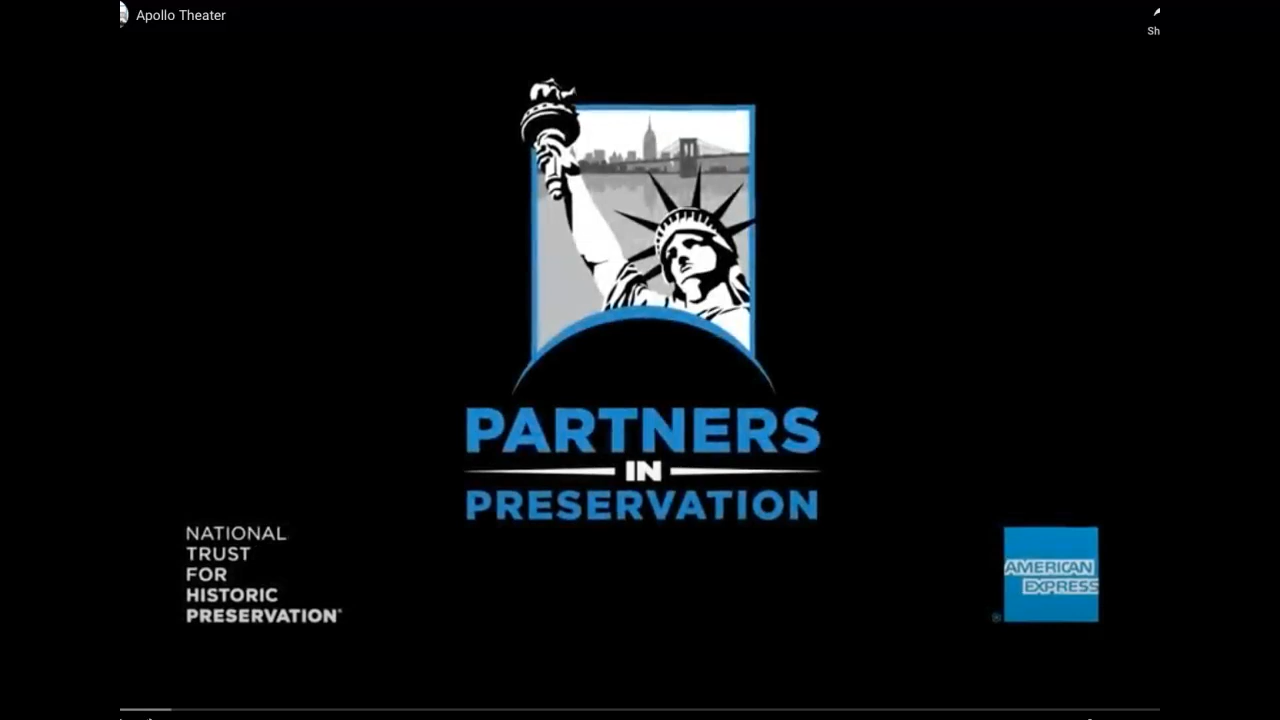 Apollo Theater
Sh
PARTNERS
IN
PRESERVATION
NATIONAL
TRUST
FOR
HISTORIC
PRESERVATION®
AMERICAN
EXPRESS
®